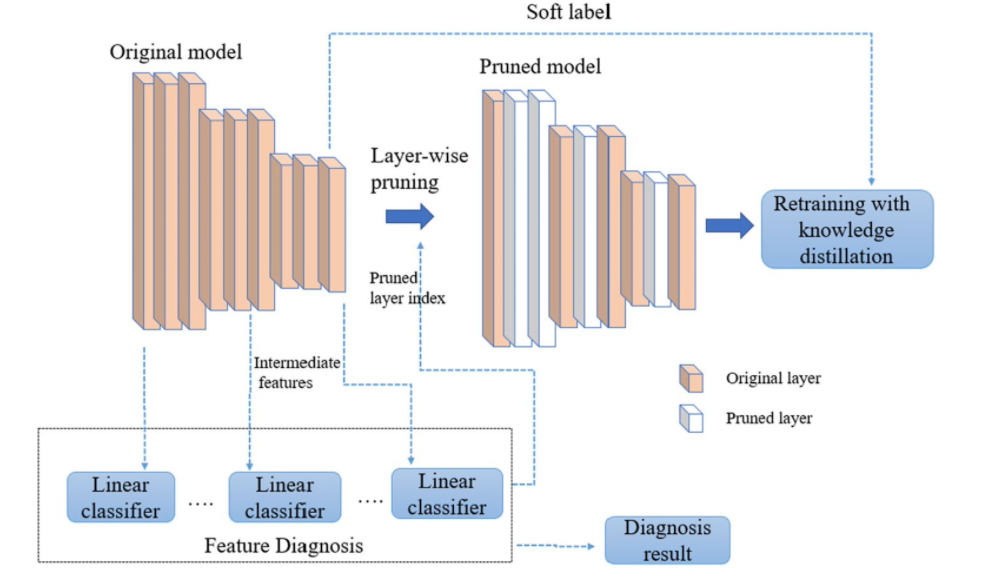 Soft label
Original model
Pruned model
Layer-wise
pruning
Retraining with
knowledge
distillation
Pruned
layer index
Intermediate
features
Original layer
Pruned layer
Linear
classifier
....
Linear
classifier
....
Linear
classifier
Feature Diagnosis
Diagnosis
result